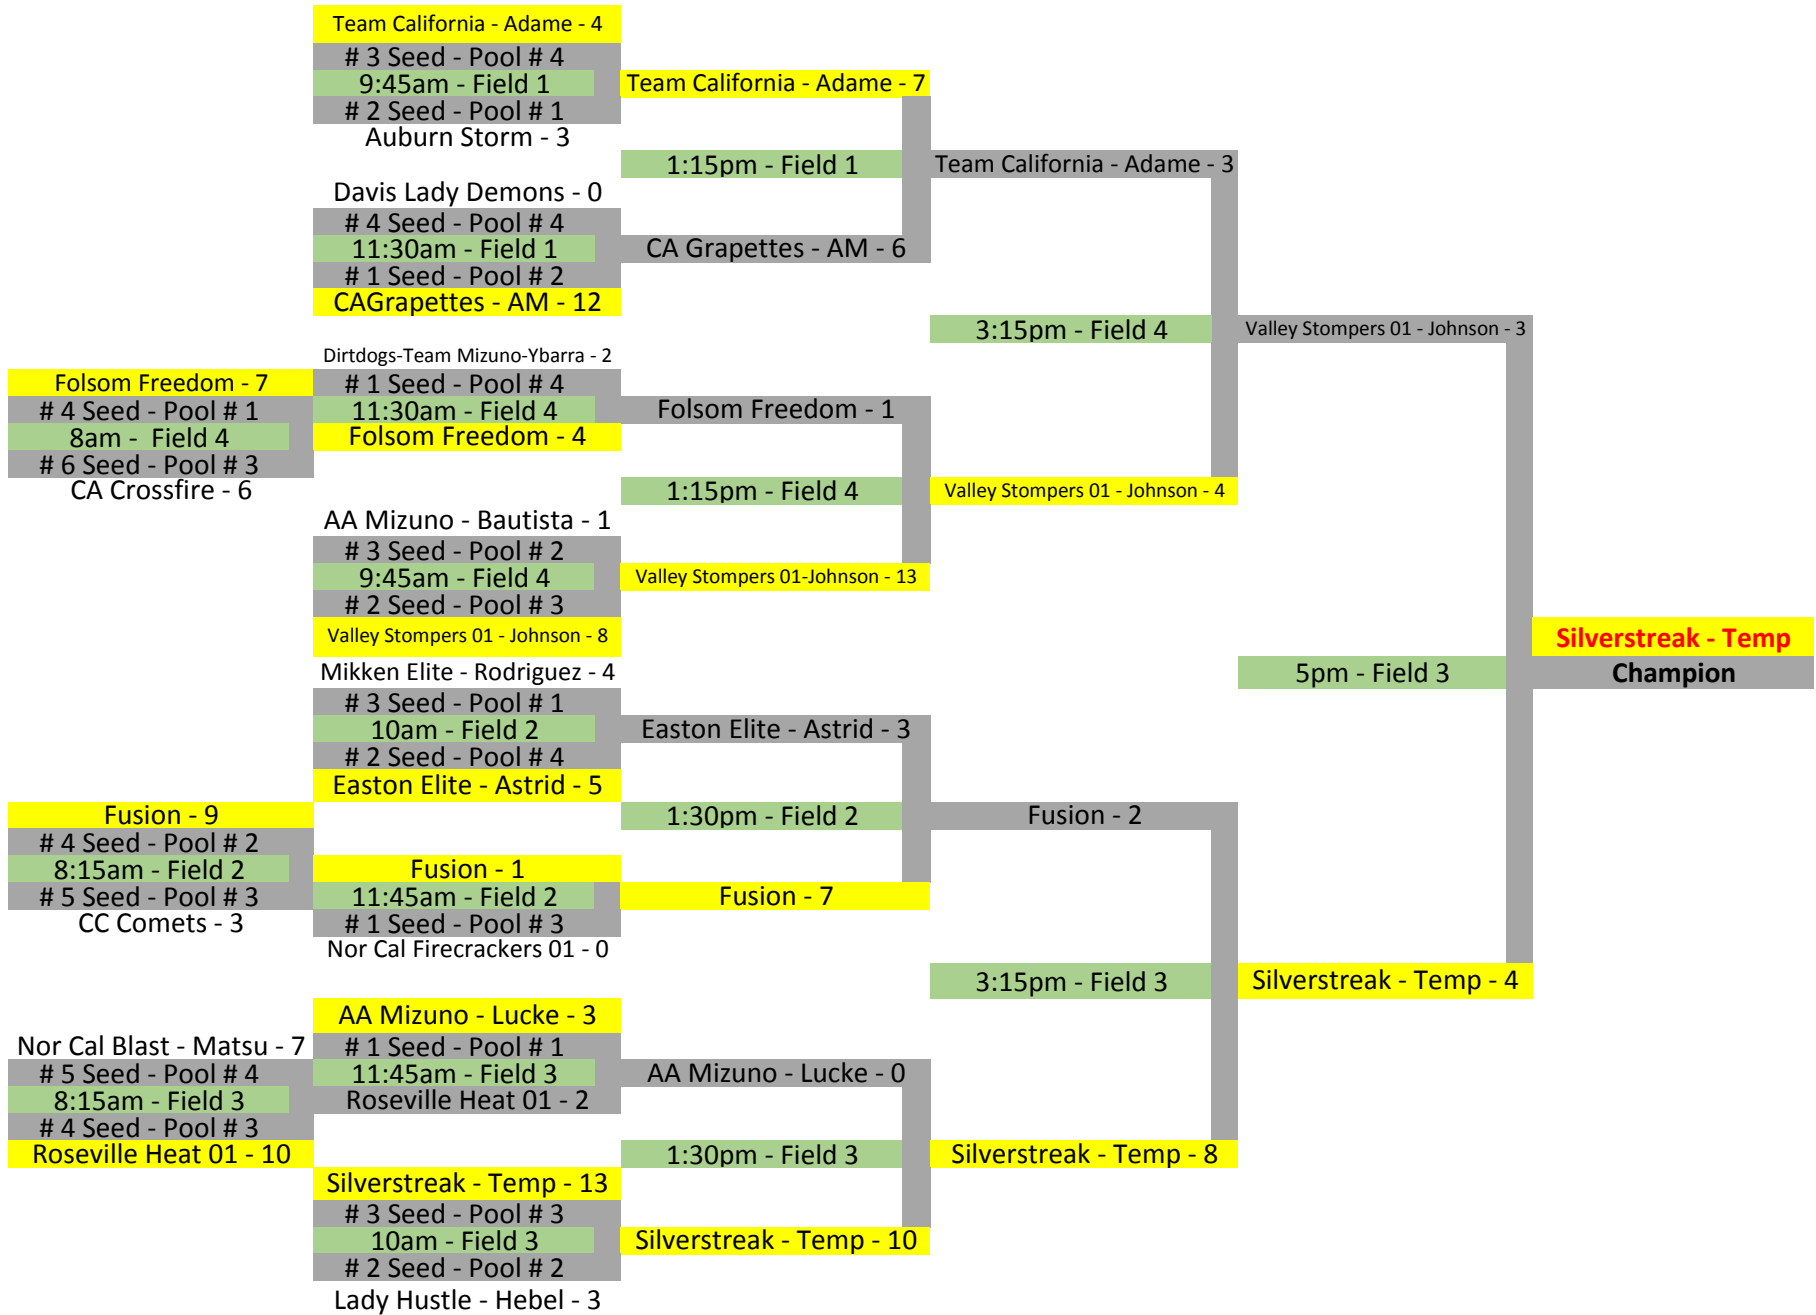 Team California - Adame - 4
# 3 Seed - Pool # 4
9:45am - Field 1
# 2 Seed - Pool # 1
Auburn Storm - 3
Davis Lady Demons - 0
# 4 Seed - Pool # 4
11:30am - Field 1
# 1 Seed - Pool # 2
CAGrapettes - AM - 12
Folsom Freedom - 7
# 4 Seed - Pool # 1
8am -  Field 4
# 6 Seed - Pool # 3
CA Crossfire - 6
Dirtdogs-Team Mizuno-Ybarra - 2
# 1 Seed - Pool # 4
11:30am - Field 4
Folsom Freedom - 4
AA Mizuno - Bautista - 1
# 3 Seed - Pool # 2
9:45am - Field 4
# 2 Seed - Pool # 3
Valley Stompers 01 - Johnson - 8
Mikken Elite - Rodriguez - 4
# 3 Seed - Pool # 1
10am - Field 2
# 2 Seed - Pool # 4
Easton Elite - Astrid - 5
Fusion - 9
# 4 Seed - Pool # 2
8:15am - Field 2
# 5 Seed - Pool # 3
CC Comets - 3
Fusion - 1
11:45am - Field 2
# 1 Seed - Pool # 3
Nor Cal Firecrackers 01 - 0
Nor Cal Blast - Matsu - 7
# 5 Seed - Pool # 4
8:15am - Field 3
# 4 Seed - Pool # 3
Roseville Heat 01 - 10
AA Mizuno - Lucke - 3
# 1 Seed - Pool # 1
11:45am - Field 3
Roseville Heat 01 - 2
Silverstreak - Temp - 13
# 3 Seed - Pool # 3
10am - Field 3
# 2 Seed - Pool # 2
Lady Hustle - Hebel - 3
Team California - Adame - 7
1:15pm - Field 1
CA Grapettes - AM - 6
Folsom Freedom - 1
1:15pm - Field 4
Valley Stompers 01-Johnson - 13
Easton Elite - Astrid - 3
1:30pm - Field 2
Fusion - 7
AA Mizuno - Lucke - 0
1:30pm - Field 3
Silverstreak - Temp - 10
Team California - Adame - 3
3:15pm - Field 4
Valley Stompers 01 - Johnson - 4
Fusion - 2
3:15pm - Field 3
Silverstreak - Temp - 8
Valley Stompers 01 - Johnson - 3
5pm - Field 3
Silverstreak - Temp - 4
Silverstreak - Temp
Champion